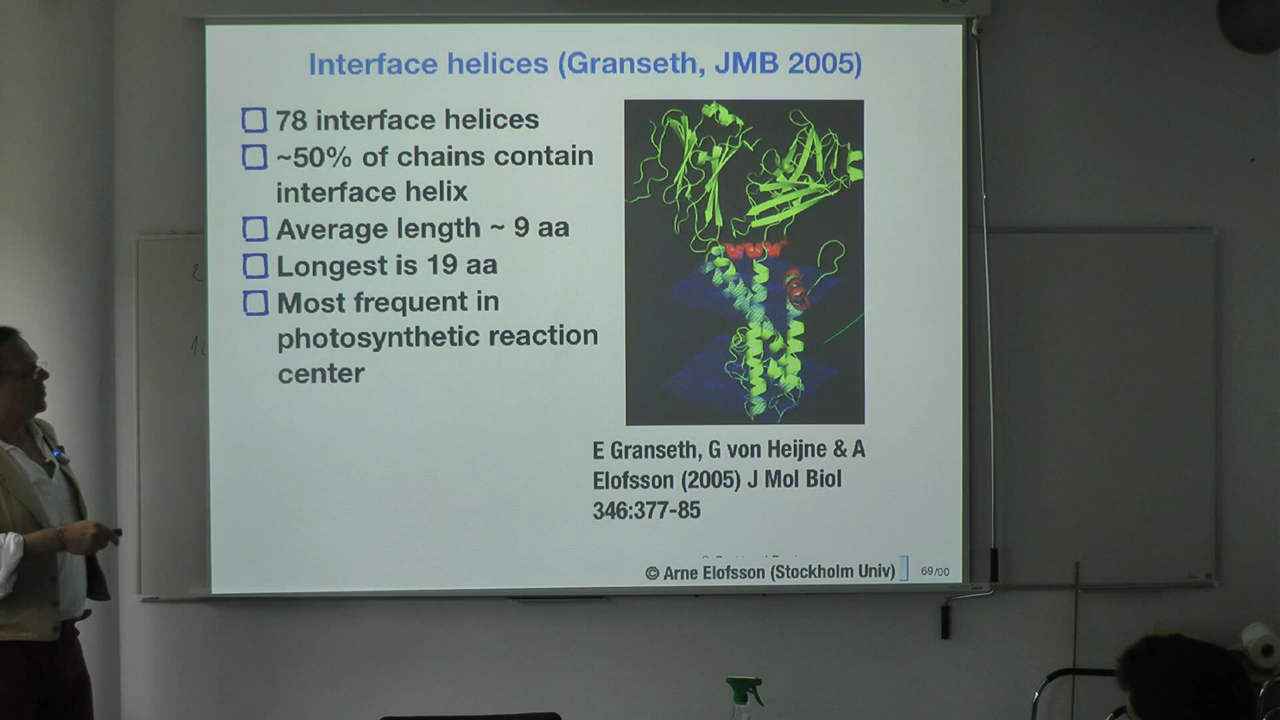 Interface helices (Granseth, JMB 2005)
78 interface helices
~50% of chains contain
interface helix
Average length ~ 9 aa
Longest is 19 aa
Most frequent in
photosynthetic reaction
center
E Granseth, G von Heijne & A
Elofsson (2005) J Mol Biol
346:377-85
© Arne Elofsson (Stockholm Univ)
69/00